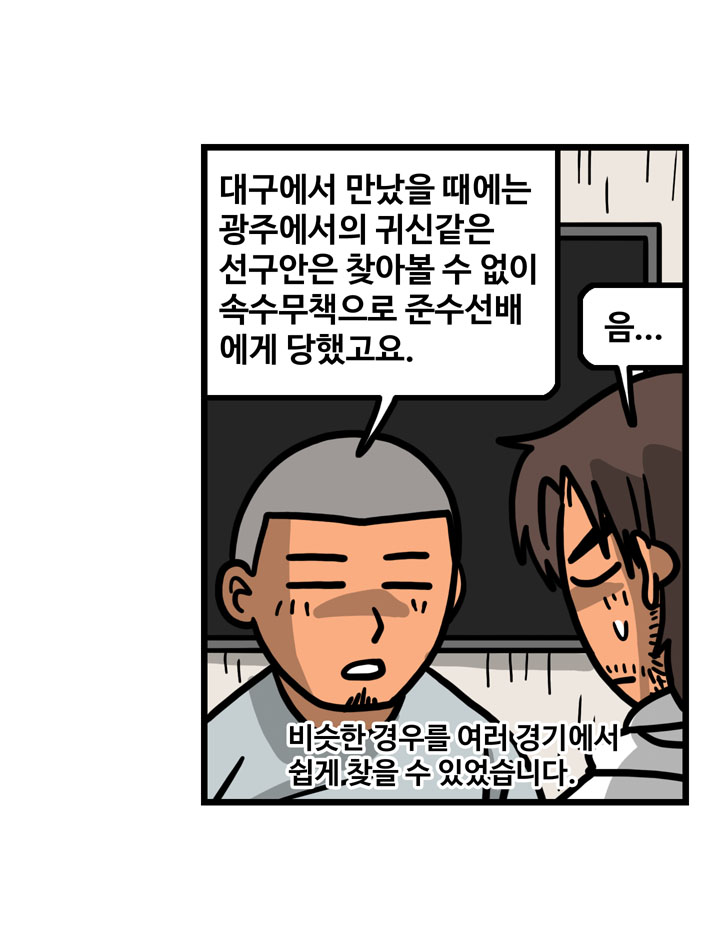 대구에서 만났을 때에는
광주에서의 귀신같은
선구안은 찾아볼 수 없이
속수무책으로 준수선배
에게 당했고요.
음...
비슷한 경우를 여러 경기에서
쉽게 찾을 수 있었습니다.